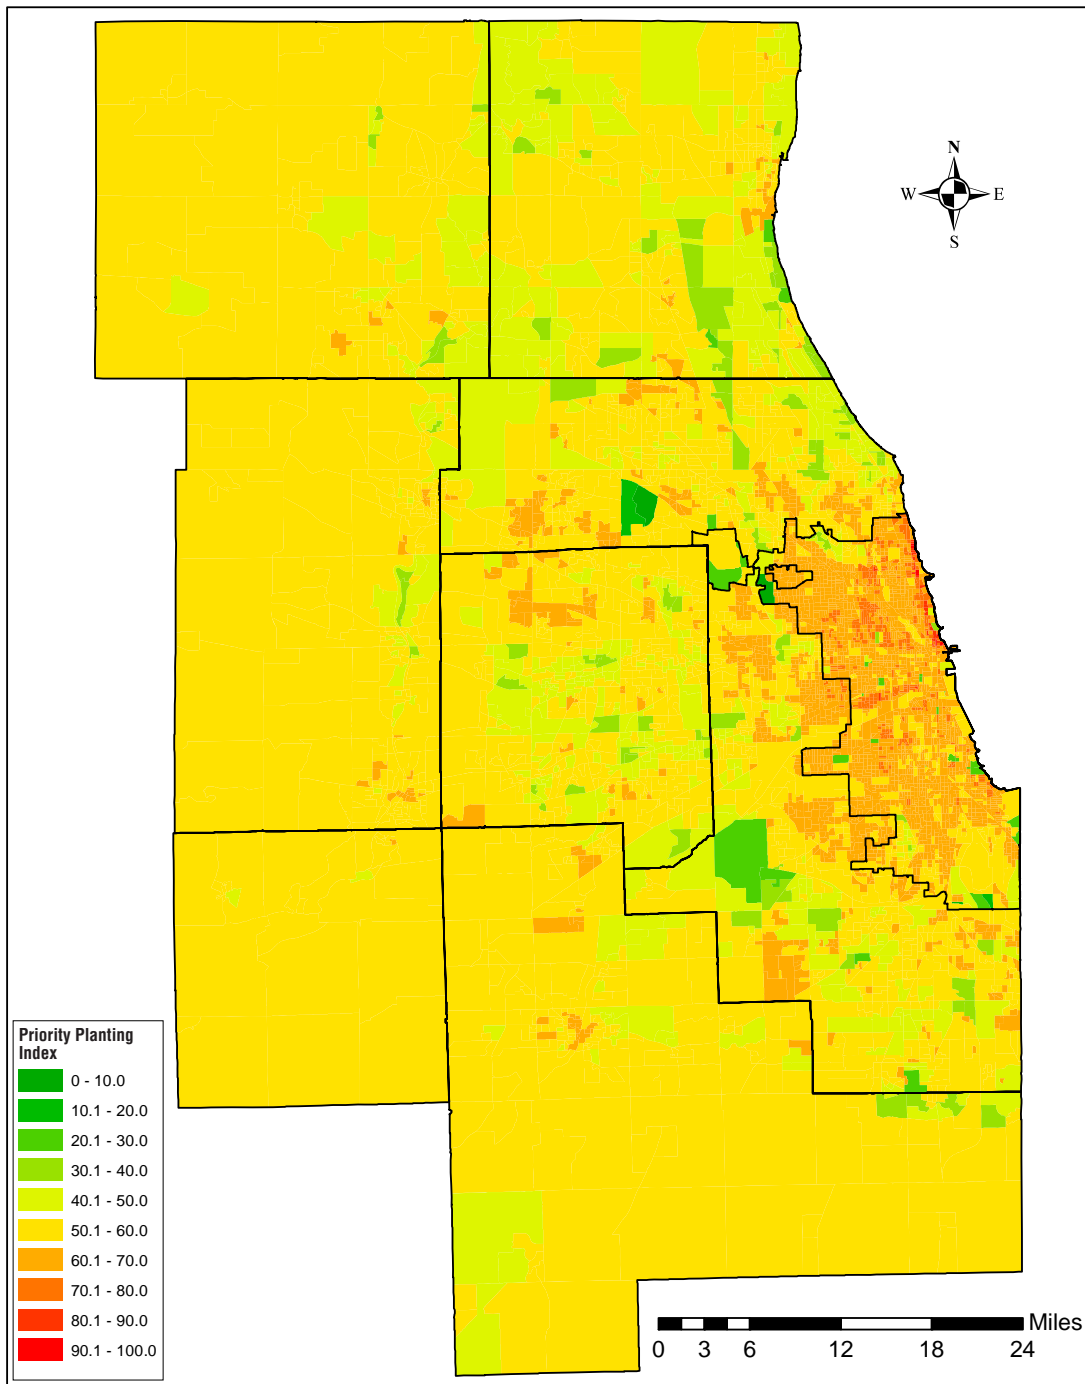 N
W E
S
Priority Planting
Index
0 - 10.0
10.1 - 20.0
20.1 - 30.0
30.1 - 40.0
40.1 - 50.0
50.1 - 60.0
60.1 - 70.0
70.1 - 80.0
80.1 - 90.0
90.1 - 100.0
Miles
0 3 6 12 18 24